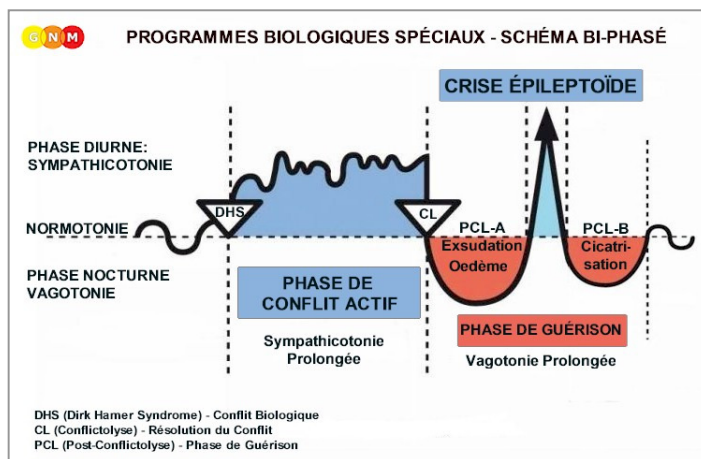 GNM
PROGRAMMES BIOLOGIQUES SPÉCIAUX - SCHÉMA BI-PHASÉ
CRISE ÉPILEPTOÏDE
PHASE DIURNE:
SYMPATHICOTONIE
DHS
CL
NORMOTONIE
PCL-A
Exsudation
Oedème
PCL-B
Cicatri-
sation
PHASE NOCTURNE
VAGOTONIE
PHASE DE
CONFLIT ACTIF
PHASE DE GUÉRISON
Sympathicotonie
Prolongée
Vagotonie Prolongée
DHS (Dirk Hamer Syndrome) - Conflit Biologique
CL (Conflictolyse) - Résolution du Conflit
PCL (Post-Conflictolyse) - Phase de Guérison